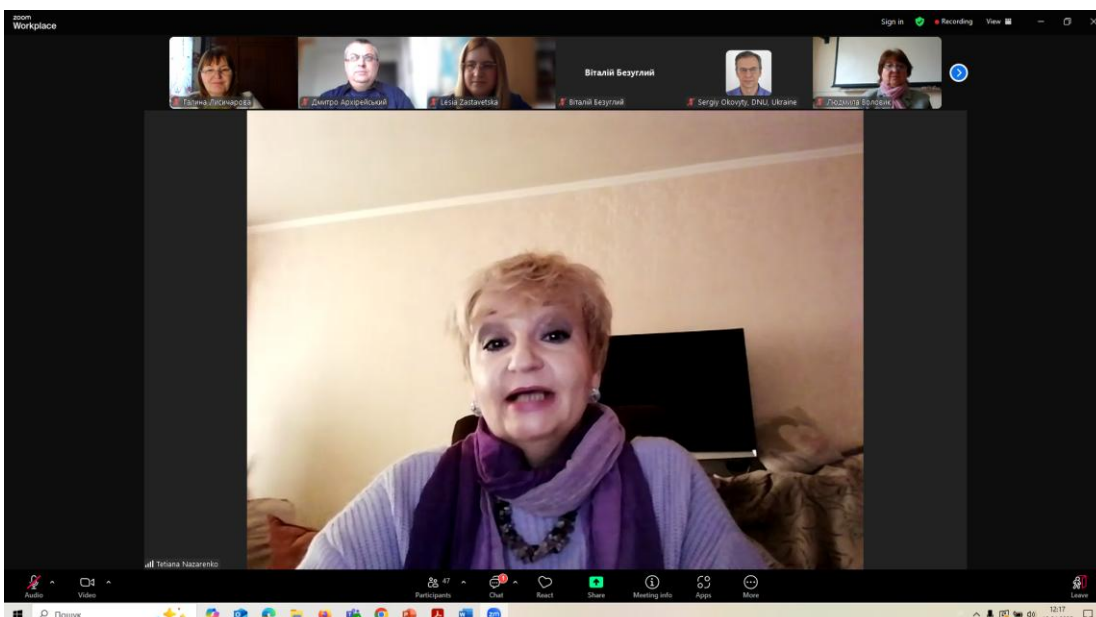 zoom
Workplace
Sign in
Recording
View
Галина Лисичарова
Дмитро Архірейський
Lesia Zastavetska
Віталій Безуглий
Віталій Безуглий
Sergiy Okovyty, DNU, Ukraine
Людмила Воловик
Tetiana Nazarenko
Audio
Video
47
Participants
1
Chat
React
Share
Meeting info
Apps
More
Leave
Пошук
12:17